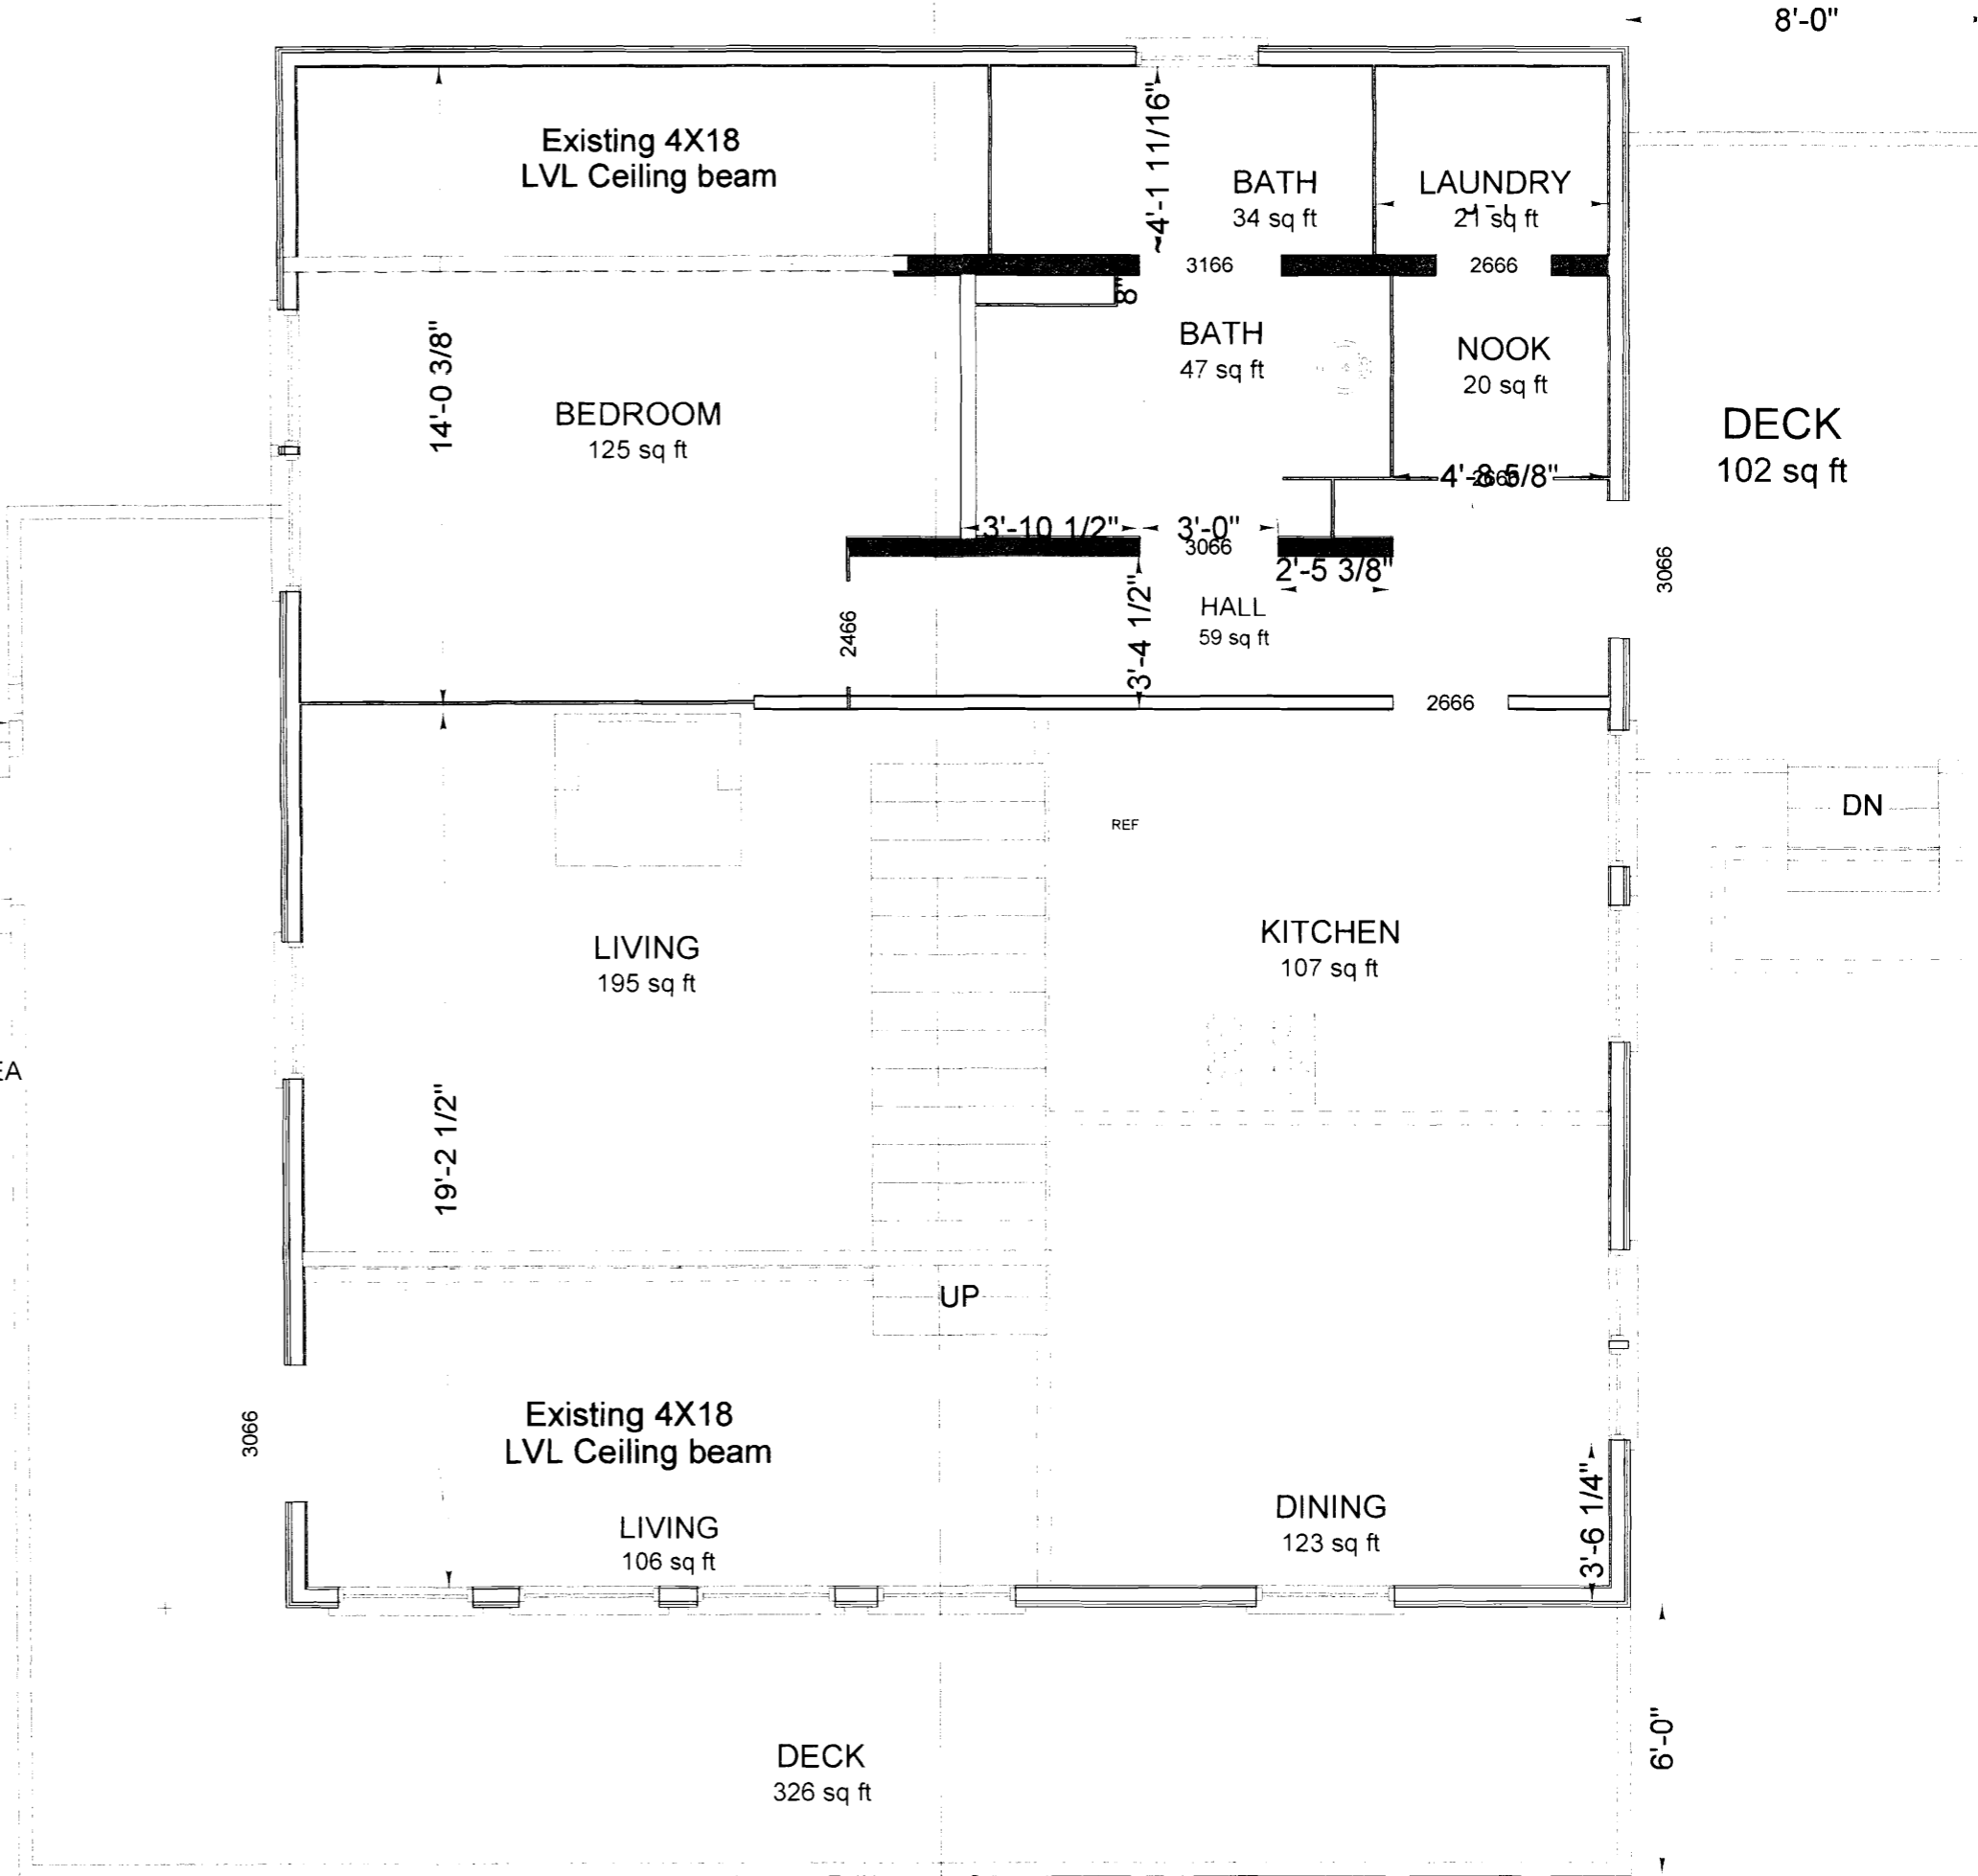 8'-0"
Existing 4X18
LVL Ceiling beam
~4'-1 11/16"
BATH
34 sq ft
LAUNDRY
21 sq ft
3166
2666
8"
BATH
47 sq ft
NOOK
20 sq ft
14'-0 3/8"
BEDROOM
125 sq ft
DECK
102 sq ft
4'-8 5/8"
3'-10 1/2"
3'-0"
3066
2'-5 3/8"
3066
HALL
59 sq ft
2466
3'-4 1/2"
2666
REF
DN
LIVING
195 sq ft
KITCHEN
107 sq ft
EA
19'-2 1/2"
UP
3066
Existing 4X18
LVL Ceiling beam
LIVING
106 sq ft
DINING
123 sq ft
3'-6 1/4"
DECK
326 sq ft
6'-0"